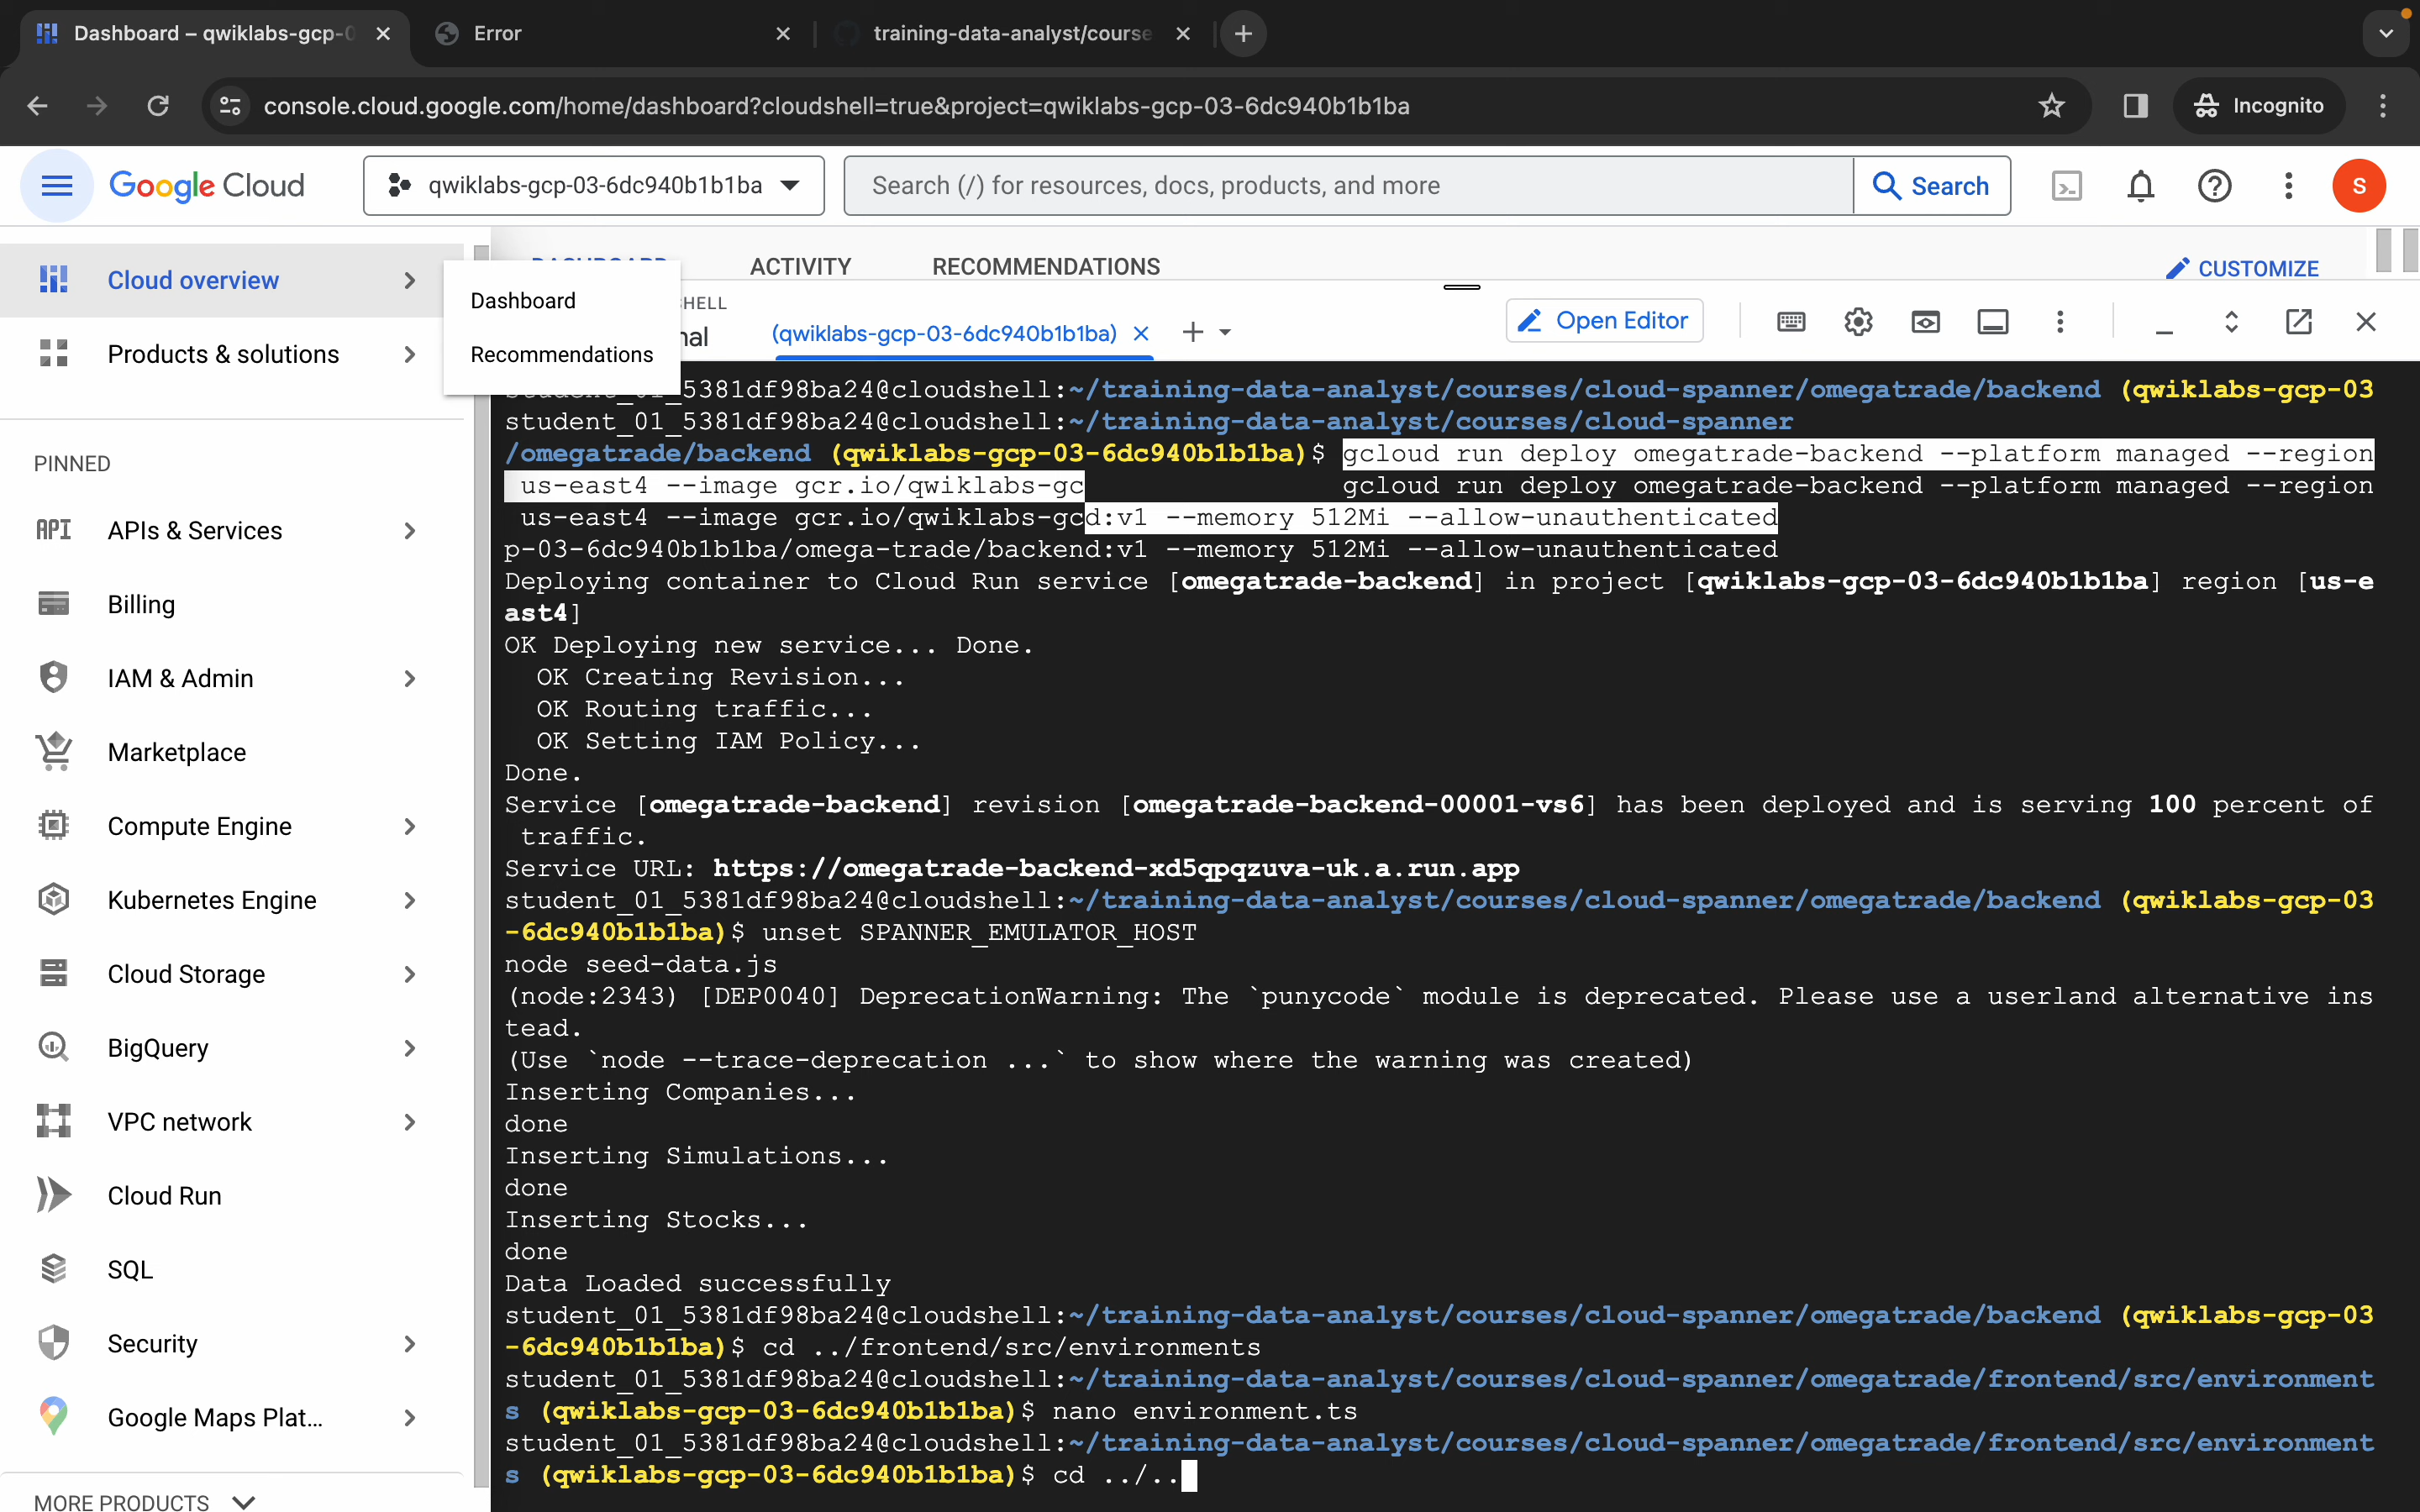 Dashboard – qwiklabs-gcp-0
Error
training-data-analyst/course
console.cloud.google.com/home/dashboard?cloudshell=true&project=qwiklabs-gcp-03-6dc940b1b1ba
Incognito
Google Cloud
qwiklabs-gcp-03-6dc940b1b1ba
Search (/) for resources, docs, products, and more
Search
S
Cloud overview
Products & solutions
PINNED
API APIs & Services
Billing
IAM & Admin
Marketplace
Compute Engine
Kubernetes Engine
Cloud Storage
BigQuery
VPC network
Cloud Run
SQL
Security
Google Maps Plat...
MORE PRODUCTS
Dashboard
Recommendations
DASHBOARD
ACTIVITY
RECOMMENDATIONS
CUSTOMIZE
SHELL
nal
(qwiklabs-gcp-03-6dc940b1b1ba)
Open Editor
student_01_5381df98ba24@cloudshell:~/training-data-analyst/courses/cloud-spanner/omegatrade/backend (qwiklabs-gcp-03
student_01_5381df98ba24@cloudshell:~/training-data-analyst/courses/cloud-spanner
/omegatrade/backend (qwiklabs-gcp-03-6dc940b1b1ba)$ gcloud run deploy omegatrade-backend --platform managed --region
us-east4 --image gcr.io/qwiklabs-gc gcloud run deploy omegatrade-backend --platform managed --region
us-east4 --image gcr.io/qwiklabs-gcd:v1 --memory 512Mi --allow-unauthenticated
p-03-6dc940b1b1ba/omega-trade/backend:v1 --memory 512Mi --allow-unauthenticated
Deploying container to Cloud Run service [omegatrade-backend] in project [qwiklabs-gcp-03-6dc940b1b1ba] region [us-e
ast4]
OK Deploying new service... Done.
OK Creating Revision...
OK Routing traffic...
OK Setting IAM Policy...
Done.
Service [omegatrade-backend] revision [omegatrade-backend-00001-vs6] has been deployed and is serving 100 percent of
traffic.
Service URL: https://omegatrade-backend-xd5qpqzuva-uk.a.run.app
student_01_5381df98ba24@cloudshell:~/training-data-analyst/courses/cloud-spanner/omegatrade/backend (qwiklabs-gcp-03
-6dc940b1b1ba)$ unset SPANNER_EMULATOR_HOST
node seed-data.js
(node:2343) [DEP0040] DeprecationWarning: The `punycode` module is deprecated. Please use a userland alternative ins
tead.
(Use `node --trace-deprecation ...` to show where the warning was created)
Inserting Companies...
done
Inserting Simulations...
done
Inserting Stocks...
done
Data Loaded successfully
student_01_5381df98ba24@cloudshell:~/training-data-analyst/courses/cloud-spanner/omegatrade/backend (qwiklabs-gcp-03
-6dc940b1b1ba)$ cd ../frontend/src/environments
student_01_5381df98ba24@cloudshell:~/training-data-analyst/courses/cloud-spanner/omegatrade/frontend/src/environment
s (qwiklabs-gcp-03-6dc940b1b1ba)$ nano environment.ts
student_01_5381df98ba24@cloudshell:~/training-data-analyst/courses/cloud-spanner/omegatrade/frontend/src/environment
s (qwiklabs-gcp-03-6dc940b1b1ba)$ cd ../..